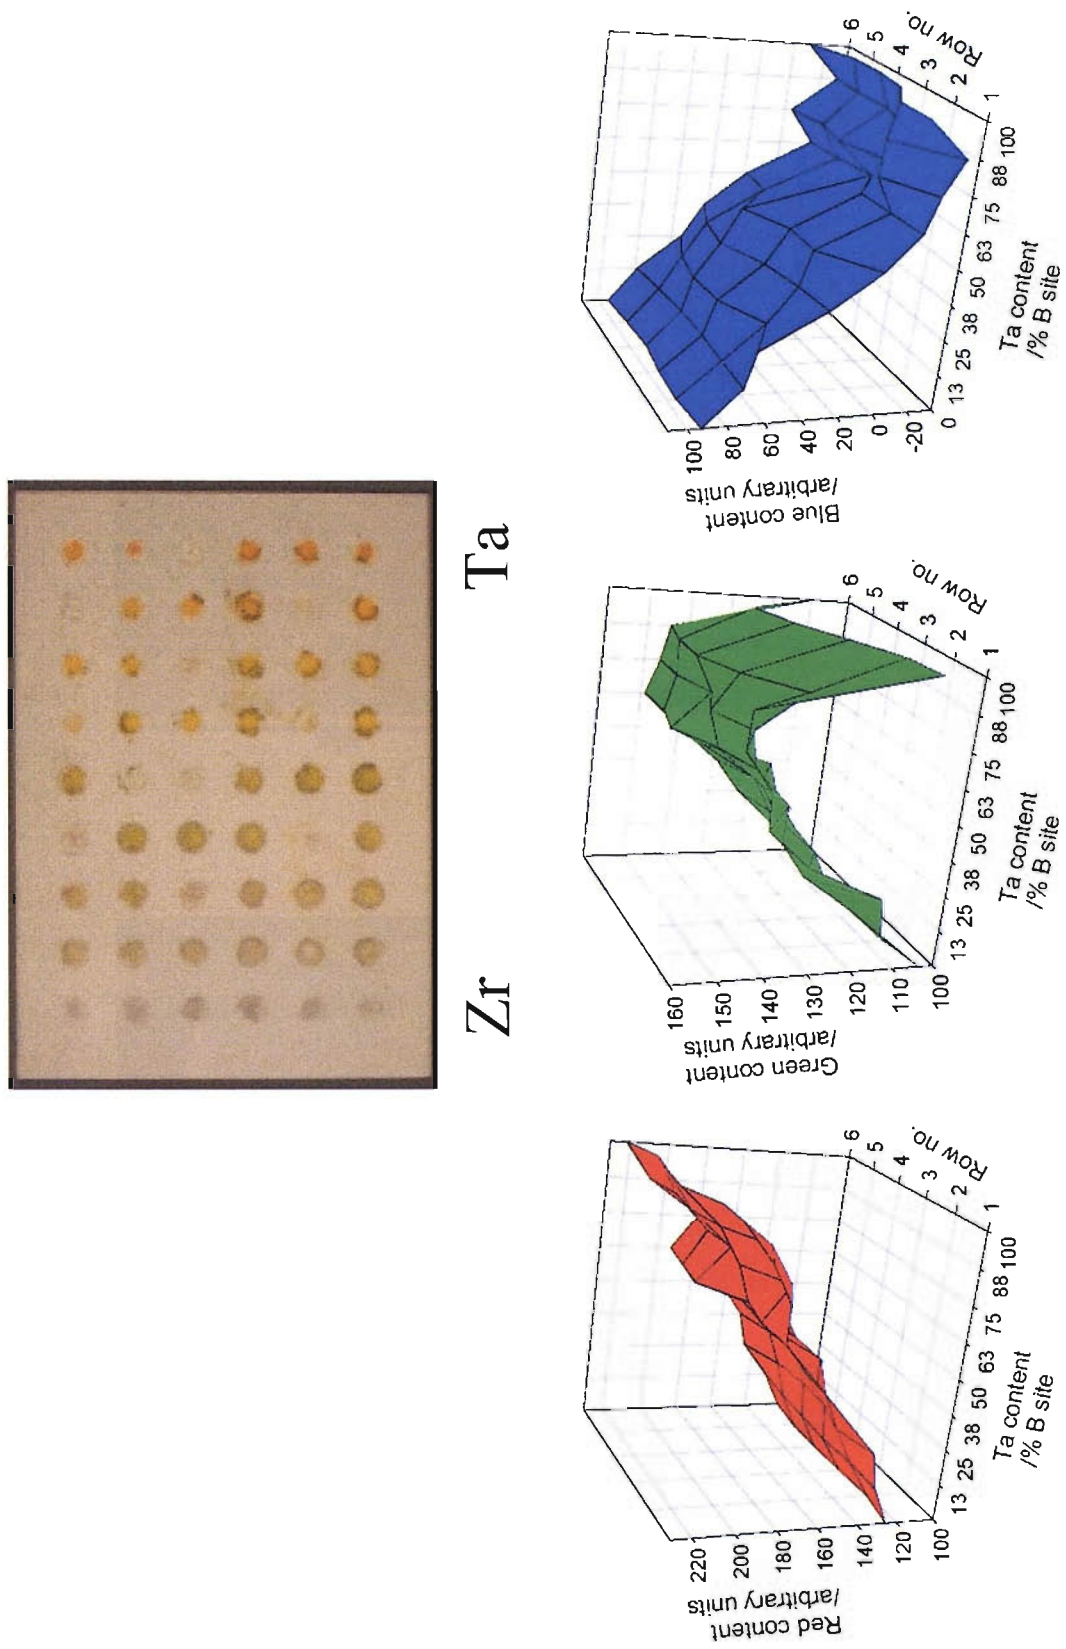 Zr
Ta
100
80
60
40
20
0
-20
Blue content
/arbitrary units
0 13 25 38 50 63 75 88 100
Ta content
/% B site
1 2 3 4 5 6
Row no.
160
150
140
130
120
110
100
Green content
/arbitrary units
13 25 38 50 63 75 88 100
Ta content
/% B site
1 2 3 4 5 6
Row no.
220
200
180
160
140
120
100
Red content
/arbitrary units
13 25 38 50 63 75 88 100
Ta content
/% B site
1 2 3 4 5 6
Row no.